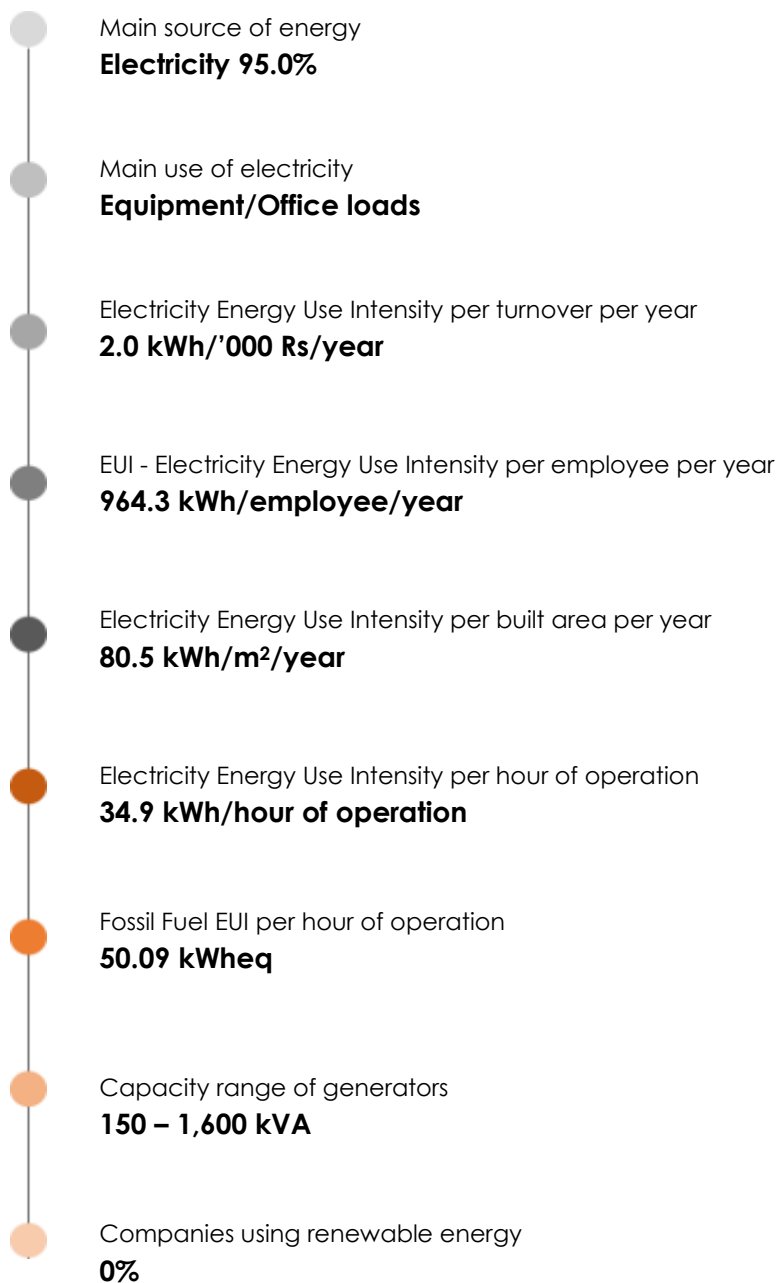 Main source of energy
Electricity 95.0%
Main use of electricity
Equipment/Office loads
Electricity Energy Use Intensity per turnover per year
2.0 kWh/’000 Rs/year
EUI - Electricity Energy Use Intensity per employee per year
964.3 kWh/employee/year
Electricity Energy Use Intensity per built area per year
80.5 kWh/m²/year
Electricity Energy Use Intensity per hour of operation
34.9 kWh/hour of operation
Fossil Fuel EUI per hour of operation
50.09 kWheq
Capacity range of generators
150 – 1,600 kVA
Companies using renewable energy
0%